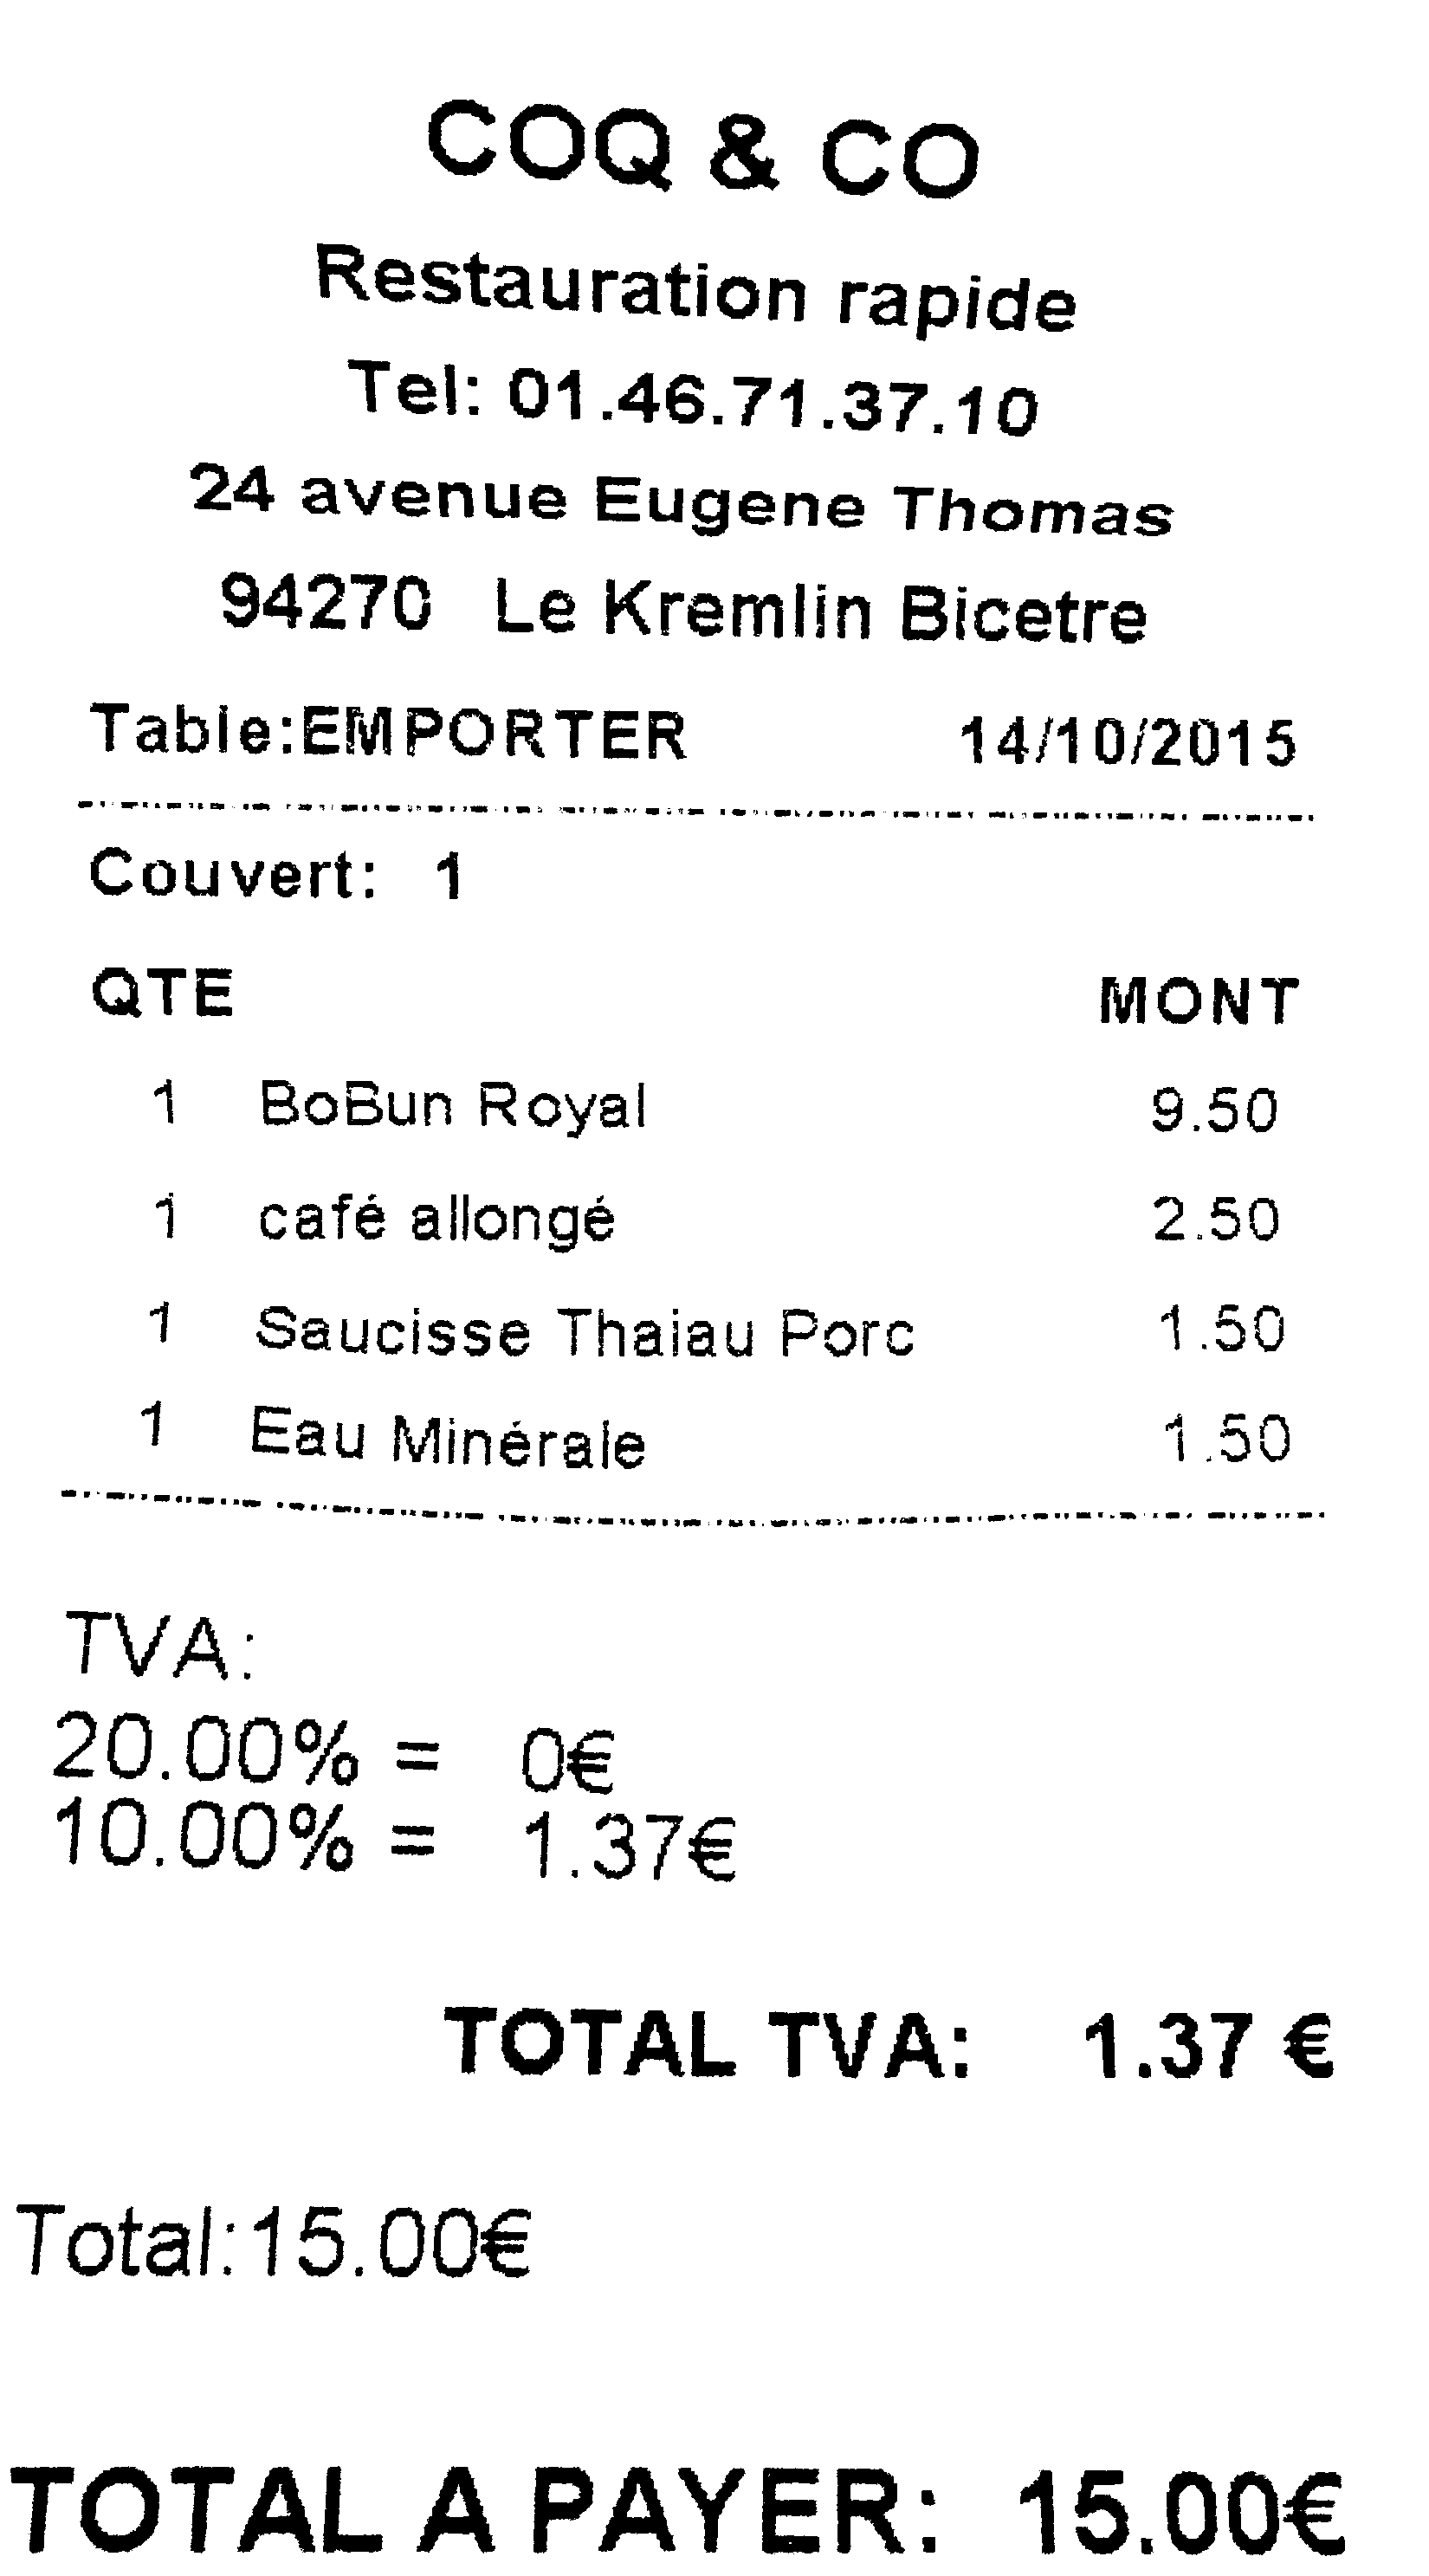 COQ & CO
Restauration rapide
Tel: 01.46.71.37.10
24 avenue Eugene Thomas
94270 Le Kremlin Bicetre
Table:EMPORTER 14/10/2015
Couvert: 1
QTE MONT
1 BoBun Royal 9.50
1 café allongé 2.50
1 Saucisse Thaiau Porc 1.50
1 Eau Minérale 1.50
TVA:
20.00% = 0€
10.00% = 1.37€
TOTAL TVA: 1.37 €
Total:15.00€
TOTAL A PAYER: 15.00€